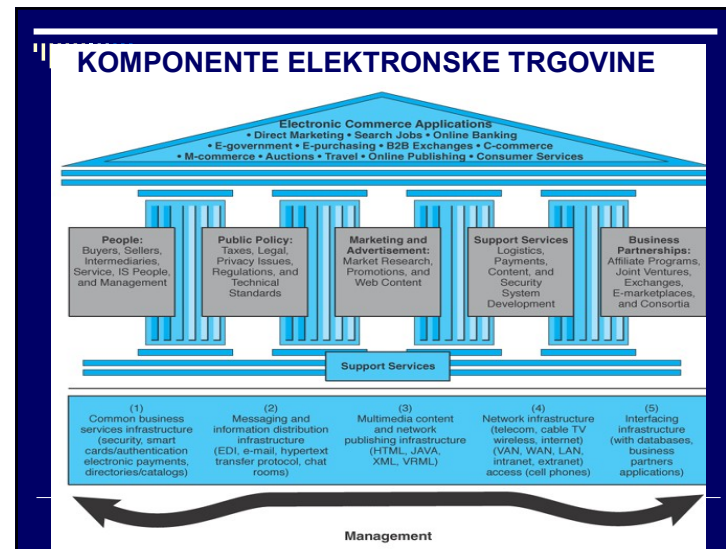 KOMPONENTE ELEKTRONSKE TRGOVINE
Electronic Commerce Applications
• Direct Marketing • Search Jobs • Online Banking
• E-government • E-purchasing • B2B Exchanges • C-commerce
• M-commerce • Auctions • Travel • Online Publishing • Consumer Services
People:
Buyers, Sellers,
Intermediaries,
Service, IS People,
and Management
Public Policy:
Taxes, Legal,
Privacy Issues,
Regulations, and
Technical
Standards
Marketing and
Advertisement:
Market Research,
Promotions, and
Web Content
Support Services
Logistics,
Payments,
Content, and
Security
System
Development
Business
Partnerships:
Affiliate Programs,
Joint Ventures,
Exchanges,
E-marketplaces,
and Consortia
Support Services
(1)
Common business
services infrastructure
(security, smart
cards/authentication
electronic payments,
directories/catalogs)
(2)
Messaging and
information distribution
infrastructure
(EDI, e-mail, hypertext
transfer protocol, chat
rooms)
(3)
Multimedia content
and network
publishing infrastructure
(HTML, JAVA,
XML, VRML)
(4)
Network infrastructure
(telecom, cable TV
wireless, internet)
(VAN, WAN, LAN,
intranet, extranet)
access (cell phones)
(5)
Interfacing
infrastructure
(with databases,
business
partners
applications)
Management